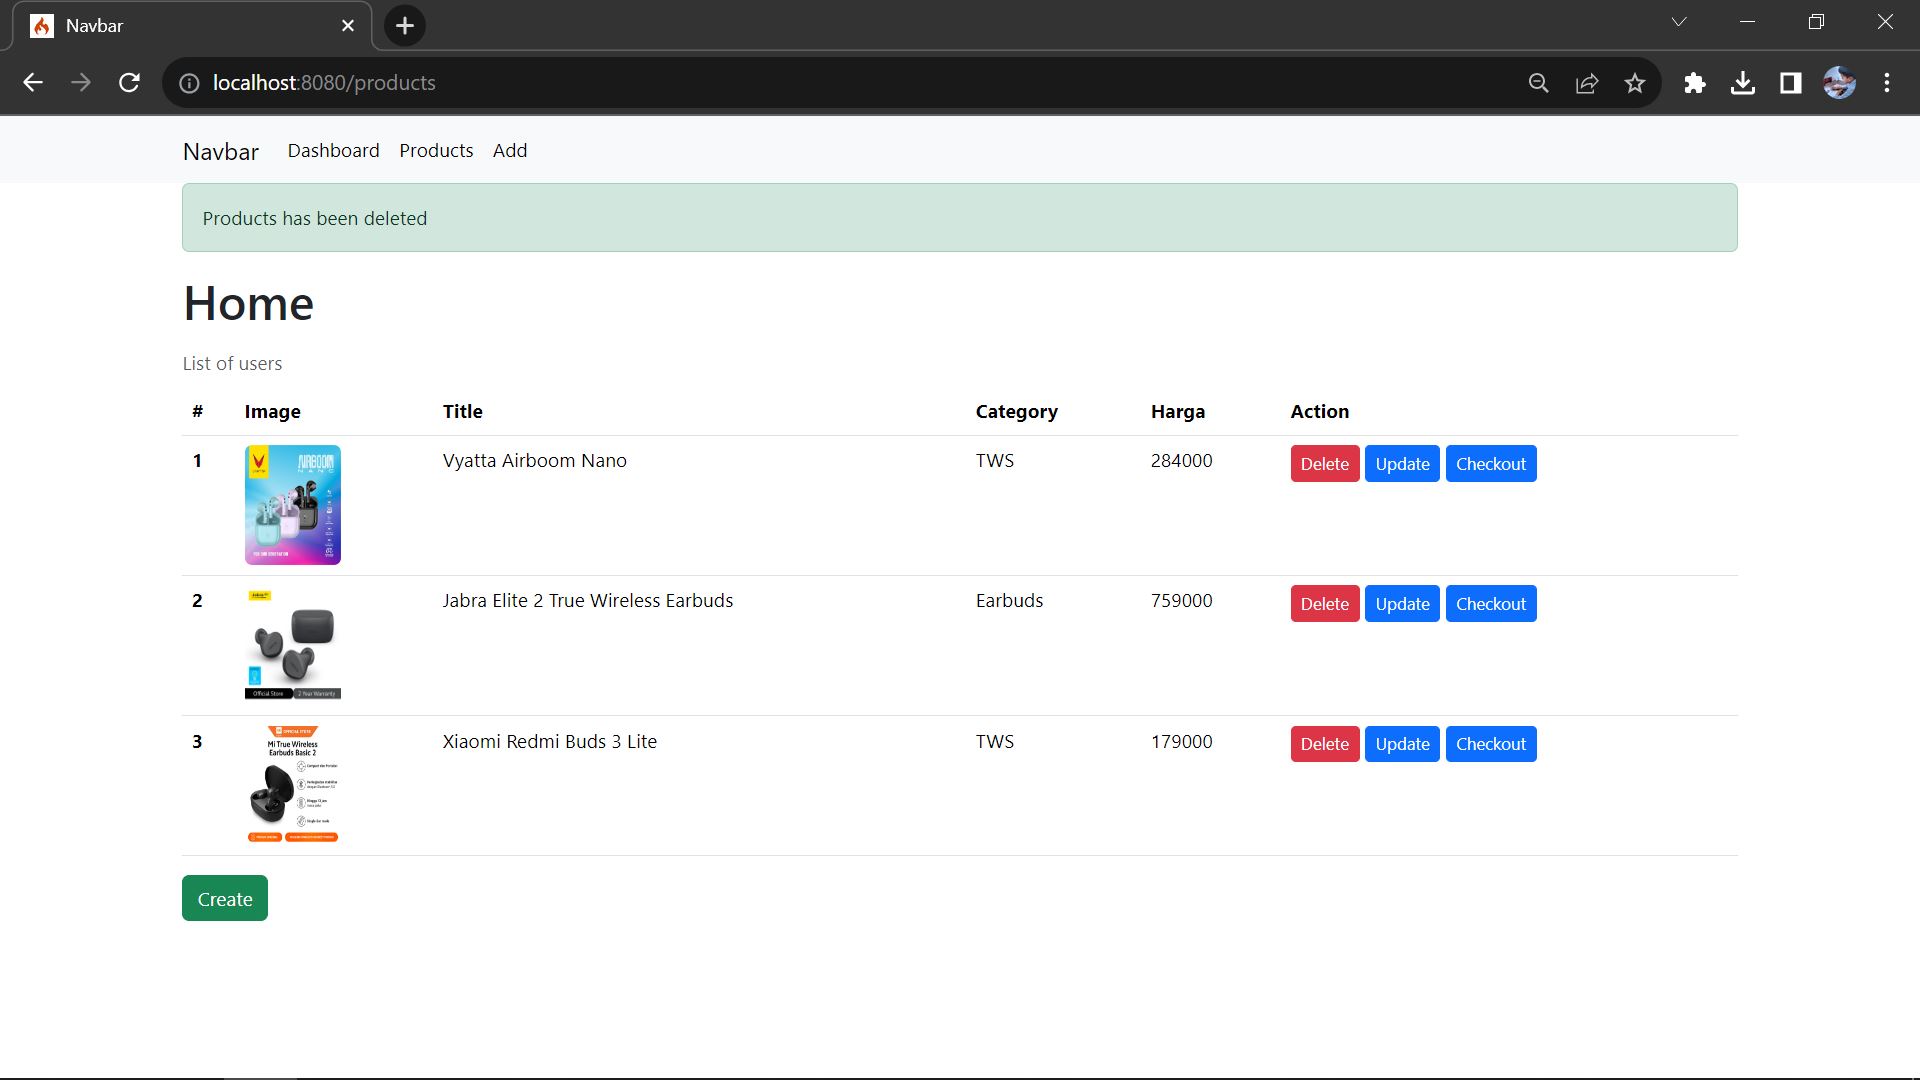 Navbar
localhost:8080/products
Navbar Dashboard Products Add
Products has been deleted
Home
List of users
# Image Title Category Harga Action
1 Vyatta Airboom Nano TWS 284000 Delete Update Checkout
AIRBOOM
NANO
2 Jabra Elite 2 True Wireless Earbuds Earbuds 759000 Delete Update Checkout
Jabra
Official Store 2 Year Warranty
3 Xiaomi Redmi Buds 3 Lite TWS 179000 Delete Update Checkout
Mi True Wireless
Earbuds Basic 2
Create